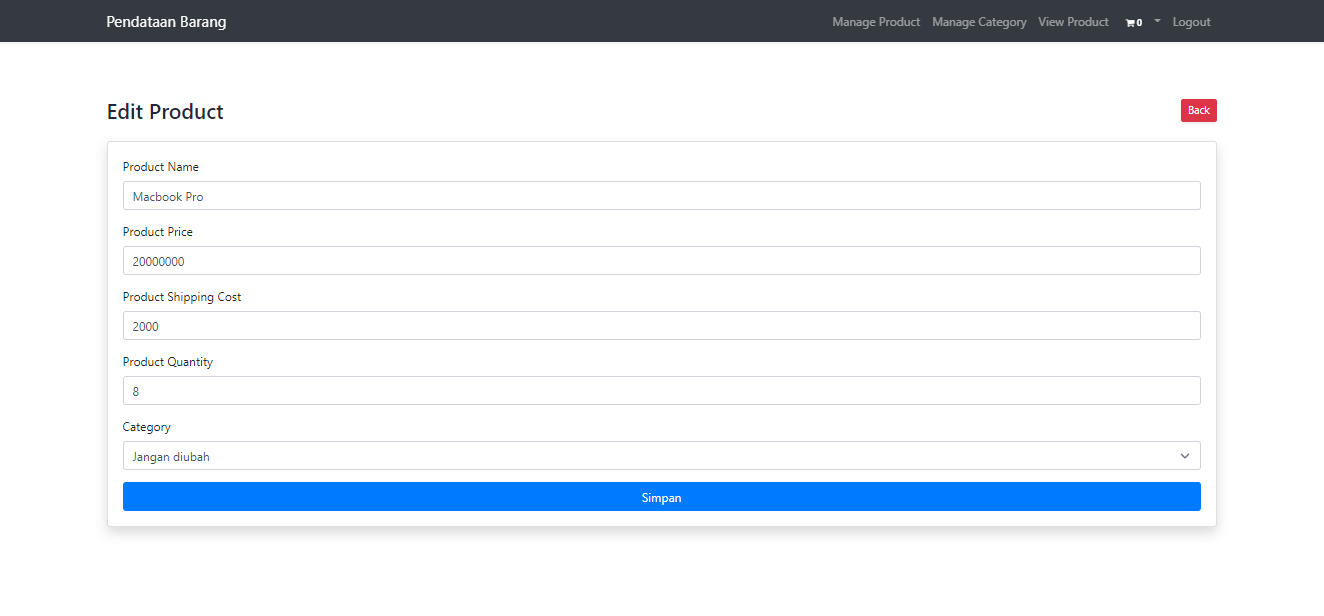 Pendataan Barang
Manage Product Manage Category View Product 0 Logout
Edit Product
Back
Product Name
Macbook Pro
Product Price
20000000
Product Shipping Cost
2000
Product Quantity
8
Category
Jangan diubah
Simpan